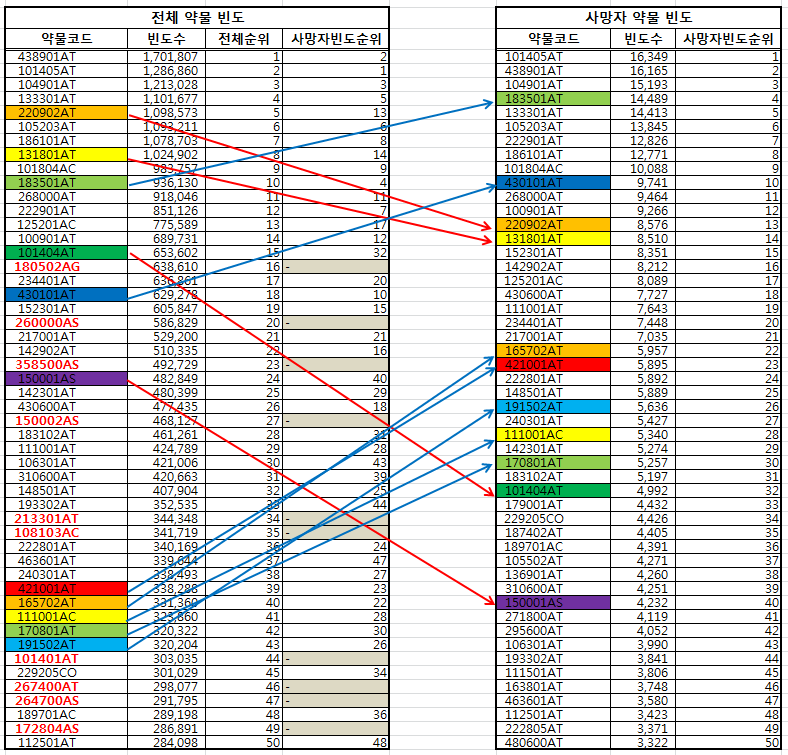 전체 약물 빈도
약물코드 빈도수 전체순위 사망자빈도순위
438901AT 1,701,807 1 2
101405AT 1,286,860 2 1
104901AT 1,213,028 3 3
133301AT 1,101,677 4 5
220902AT 1,098,573 5 13
105203AT 1,093,211 6 6
186101AT 1,078,703 7 8
131801AT 1,024,902 8 14
101804AC 983,757 9 9
183501AT 936,130 10 4
268000AT 918,046 11 11
222901AT 851,126 12 7
125201AC 775,589 13 17
100901AT 689,731 14 12
101404AT 653,602 15 32
180502AG 638,610 16 -
234401AT 636,861 17 20
430101AT 629,278 18 10
152301AT 605,847 19 15
260000AS 586,829 20 -
217001AT 529,200 21 21
142902AT 510,335 22 16
358500AS 492,729 23 -
150001AS 482,849 24 40
142301AT 480,399 25 29
430600AT 477,435 26 18
150002AS 468,127 27 -
183102AT 461,261 28 31
111001AT 424,789 29 28
106301AT 421,006 30 43
310600AT 420,663 31 39
148501AT 407,904 32 25
193302AT 352,535 33 44
213301AT 344,348 34 -
108103AC 341,719 35 -
222801AT 340,169 36 24
463601AT 339,644 37 47
240301AT 338,493 38 27
421001AT 338,286 39 23
165702AT 331,360 40 22
111001AC 323,860 41 28
170801AT 320,322 42 30
191502AT 320,204 43 26
101401AT 303,035 44 -
229205CO 301,029 45 34
267400AT 298,077 46 -
264700AS 291,795 47 -
189701AC 289,198 48 36
172804AS 286,891 49 -
112501AT 284,098 50 48
사망자 약물 빈도
약물코드 빈도수 사망자빈도순위
101405AT 16,349 1
438901AT 16,165 2
104901AT 15,193 3
183501AT 14,489 4
133301AT 14,413 5
105203AT 13,845 6
222901AT 12,826 7
186101AT 12,771 8
101804AC 10,088 9
430101AT 9,741 10
268000AT 9,464 11
100901AT 9,266 12
220902AT 8,576 13
131801AT 8,510 14
152301AT 8,351 15
142902AT 8,212 16
125201AC 8,089 17
430600AT 7,727 18
111001AT 7,643 19
234401AT 7,448 20
217001AT 7,035 21
165702AT 5,957 22
421001AT 5,895 23
222801AT 5,892 24
148501AT 5,889 25
191502AT 5,636 26
240301AT 5,427 27
111001AC 5,340 28
142301AT 5,274 29
170801AT 5,257 30
183102AT 5,197 31
101404AT 4,992 32
179001AT 4,432 33
229205CO 4,426 34
187402AT 4,405 35
189701AC 4,391 36
105502AT 4,271 37
136901AT 4,260 38
310600AT 4,251 39
150001AS 4,232 40
271800AT 4,119 41
295600AT 4,052 42
106301AT 3,990 43
193302AT 3,841 44
111501AT 3,806 45
163801AT 3,748 46
463601AT 3,580 47
112501AT 3,423 48
222805AT 3,371 49
480600AT 3,322 50